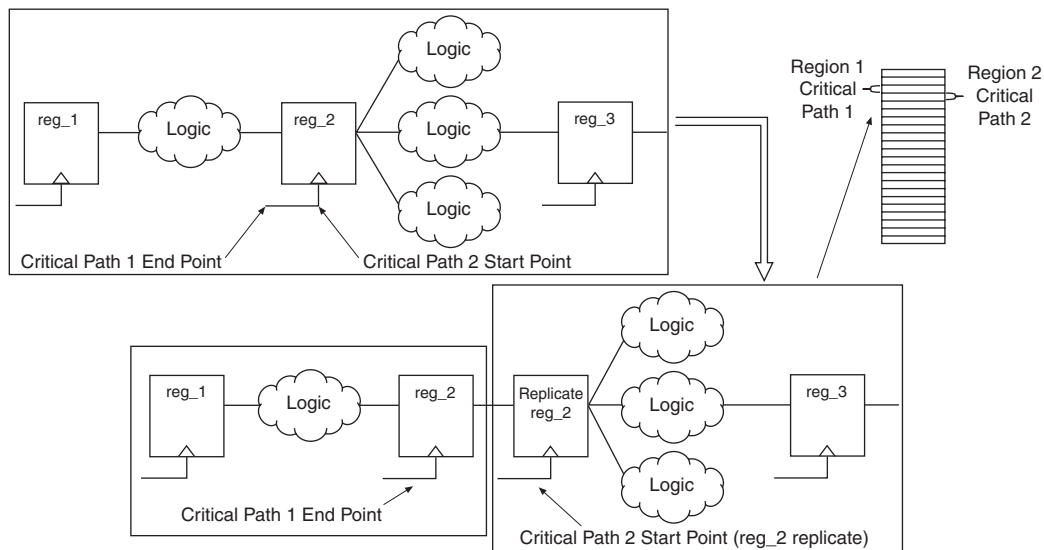 Logic
reg_1
Logic
reg_2
Logic
reg_3
Logic
Critical Path 1 End Point
Critical Path 2 Start Point
Region 1
Critical
Path 1
Region 2
Critical
Path 2
Logic
reg_1
Logic
reg_2
Replicate
reg_2
Logic
reg_3
Logic
Critical Path 1 End Point
Critical Path 2 Start Point (reg_2 replicate)